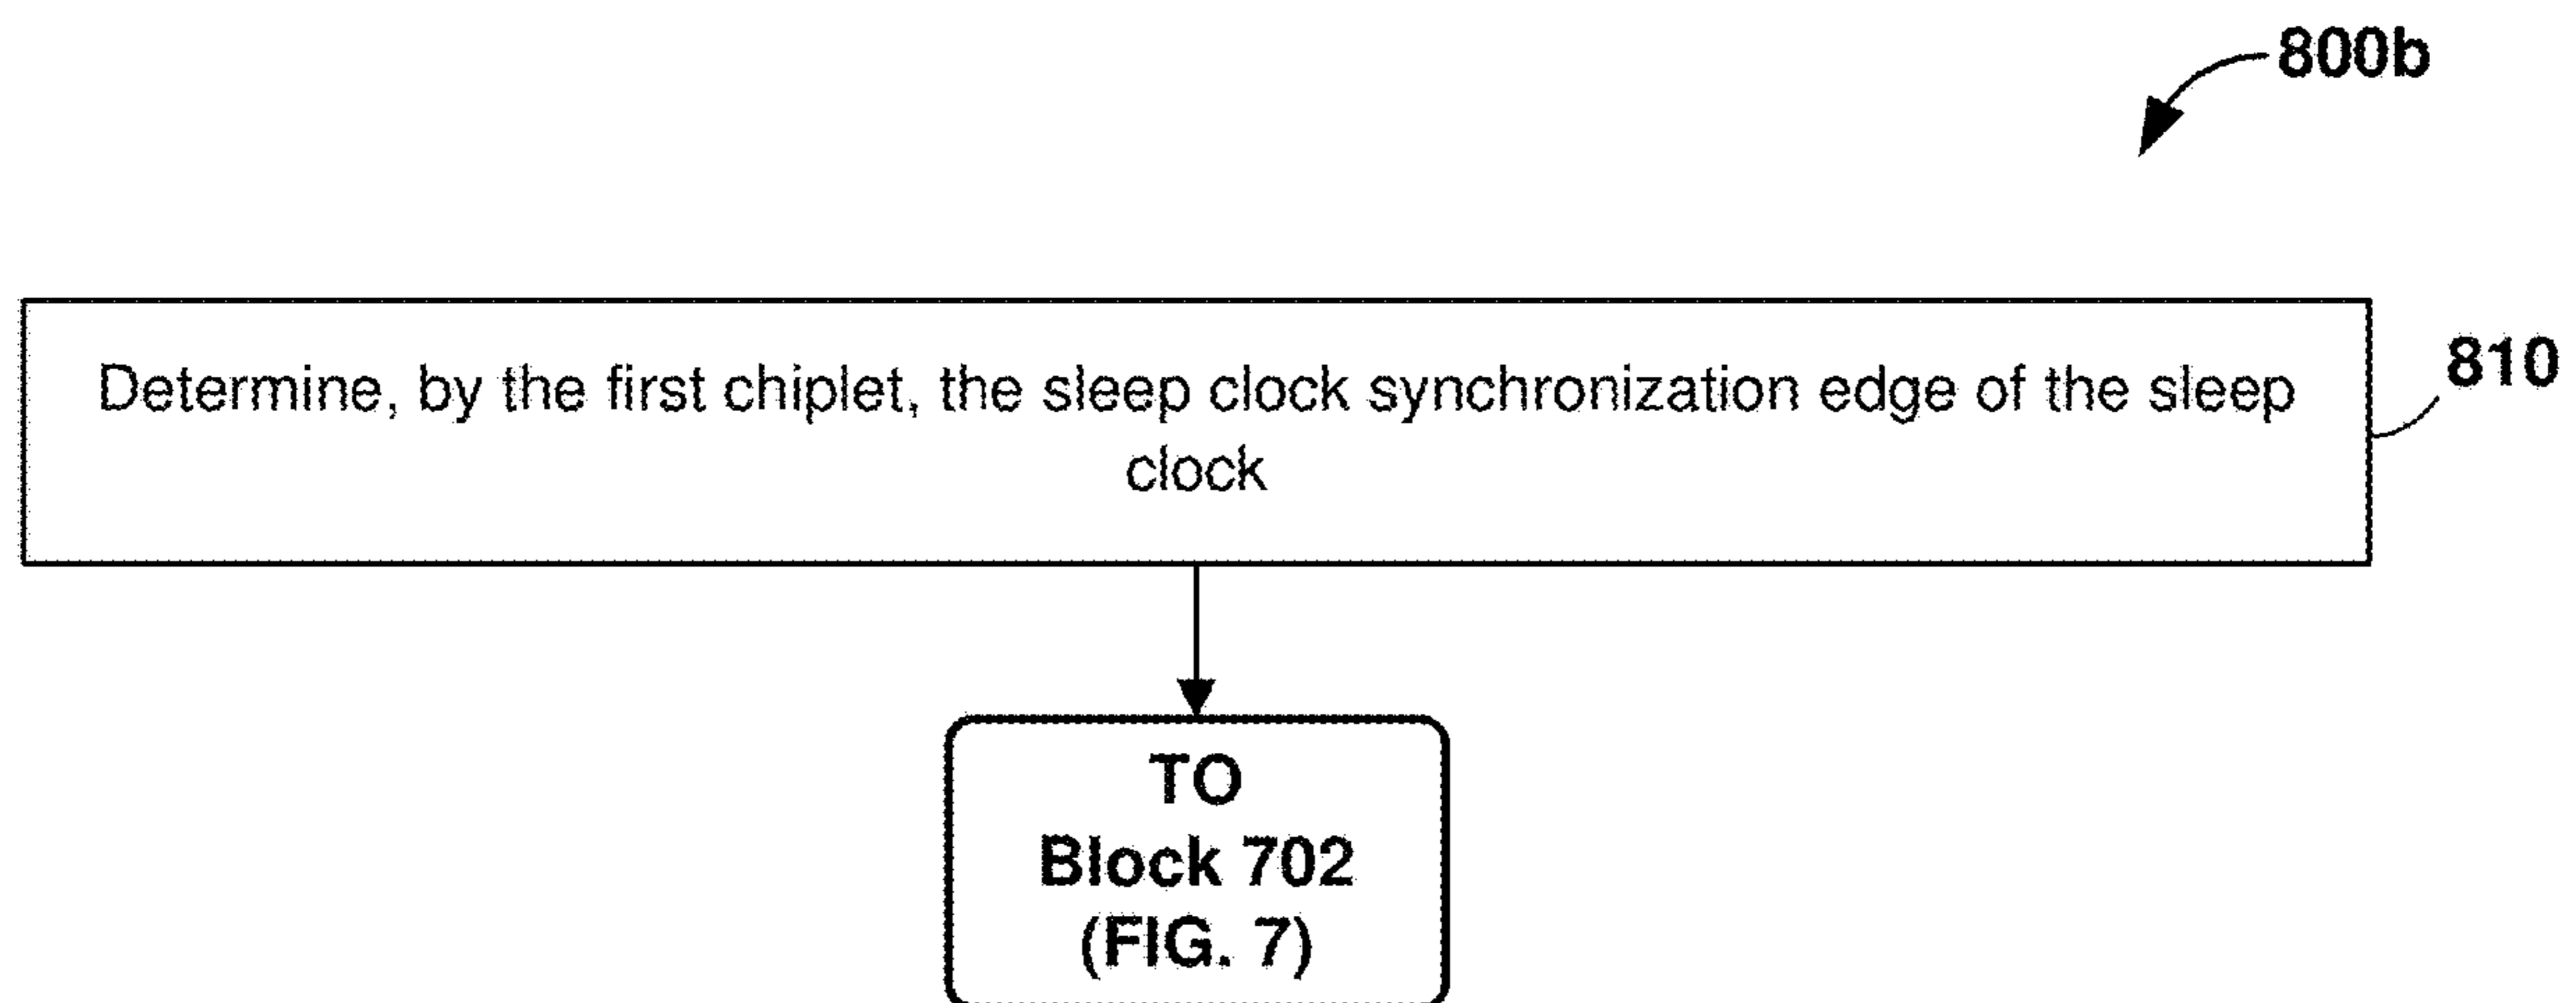 800b
Determine, by the first chiplet, the sleep clock synchronization edge of the sleep
clock
810
TO
Block 702
(FIG. 7)